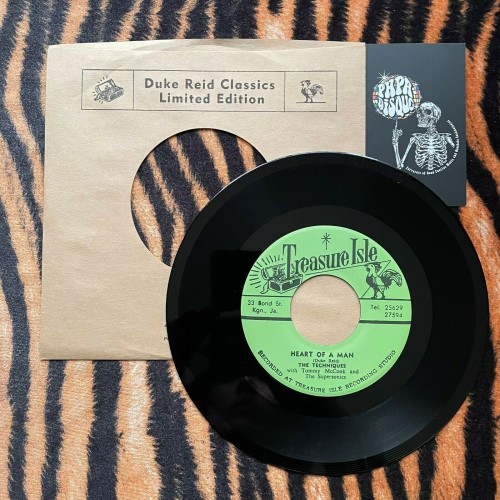 Duke Reid Classics
Limited Edition
PAPA
DISQUE
Treasure Isle
33 Bond St.
Kgn., Ja.
Tel. 25629
27594
HEART OF A MAN
(Duke Reid)
THE TECHNIQUES
with Tommy McCook and
The Supersonics
RECORDED AT TREASURE ISLE RECORDING STUDIO